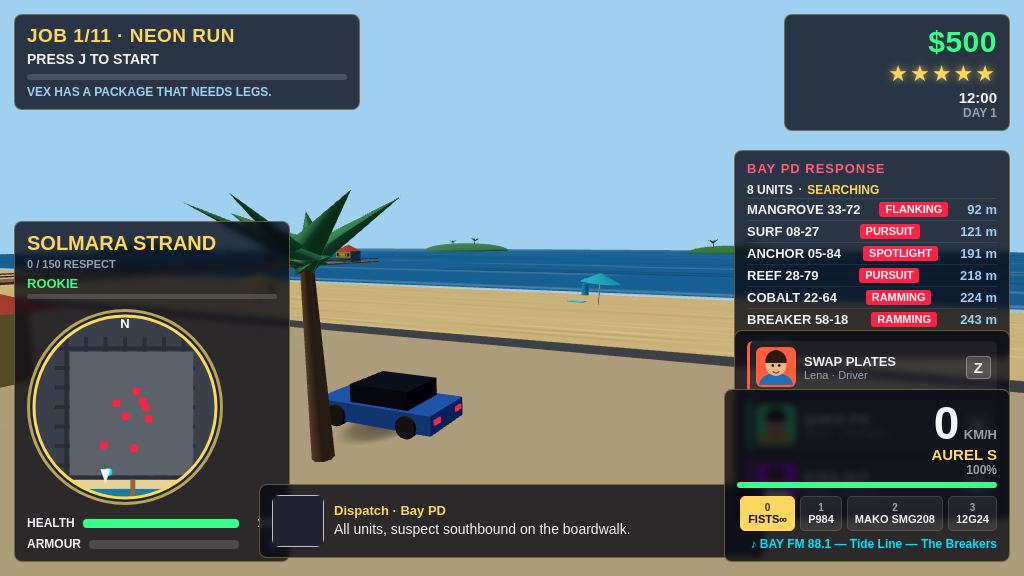 JOB 1/11 · NEON RUN
PRESS J TO START
VEX HAS A PACKAGE THAT NEEDS LEGS.
$500
★★★★★
12:00
DAY 1
BAY PD RESPONSE
8 UNITS · SEARCHING
MANGROVE 33-72 FLANKING 92 m
SURF 08-27 PURSUIT 121 m
ANCHOR 05-84 SPOTLIGHT 191 m
REEF 28-79 PURSUIT 218 m
COBALT 22-64 RAMMING 224 m
BREAKER 58-18 RAMMING 243 m
SWAP PLATES
Lena · Driver
Z
SOLMARA STRAND
0 / 150 RESPECT
ROOKIE
N
HEALTH
ARMOUR
Dispatch · Bay PD
All units, suspect southbound on the boardwalk.
0 KM/H
AUREL S
100%
0 1 2 3
FISTS∞ P984 MAKO SMG208 12G24
♪ BAY FM 88.1 — Tide Line — The Breakers